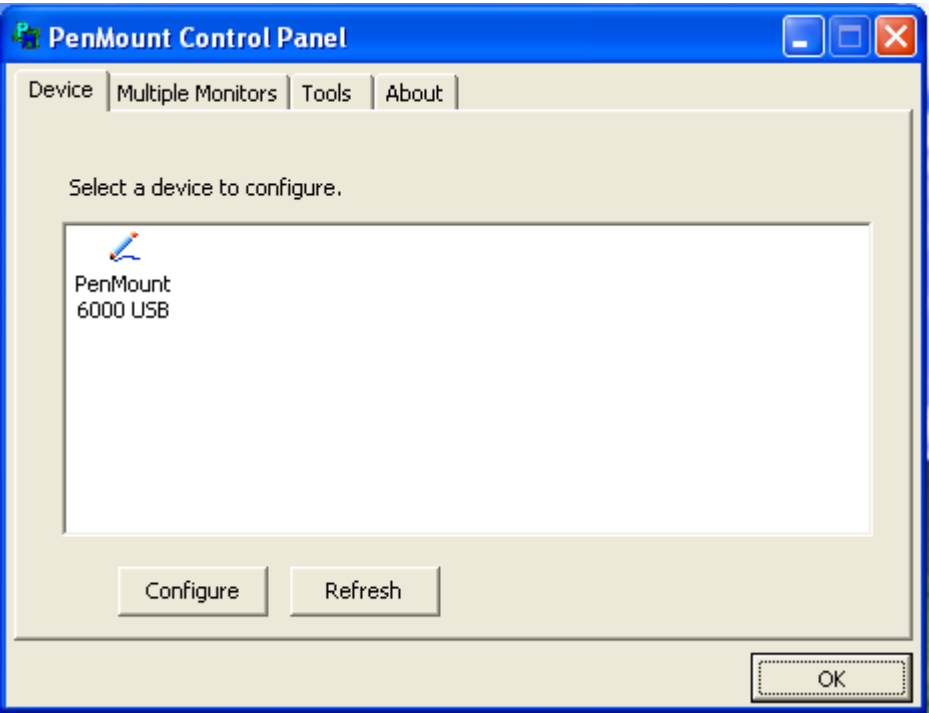 PenMount Control Panel
Device Multiple Monitors Tools About
Select a device to configure.
PenMount
6000 USB
Configure Refresh
OK